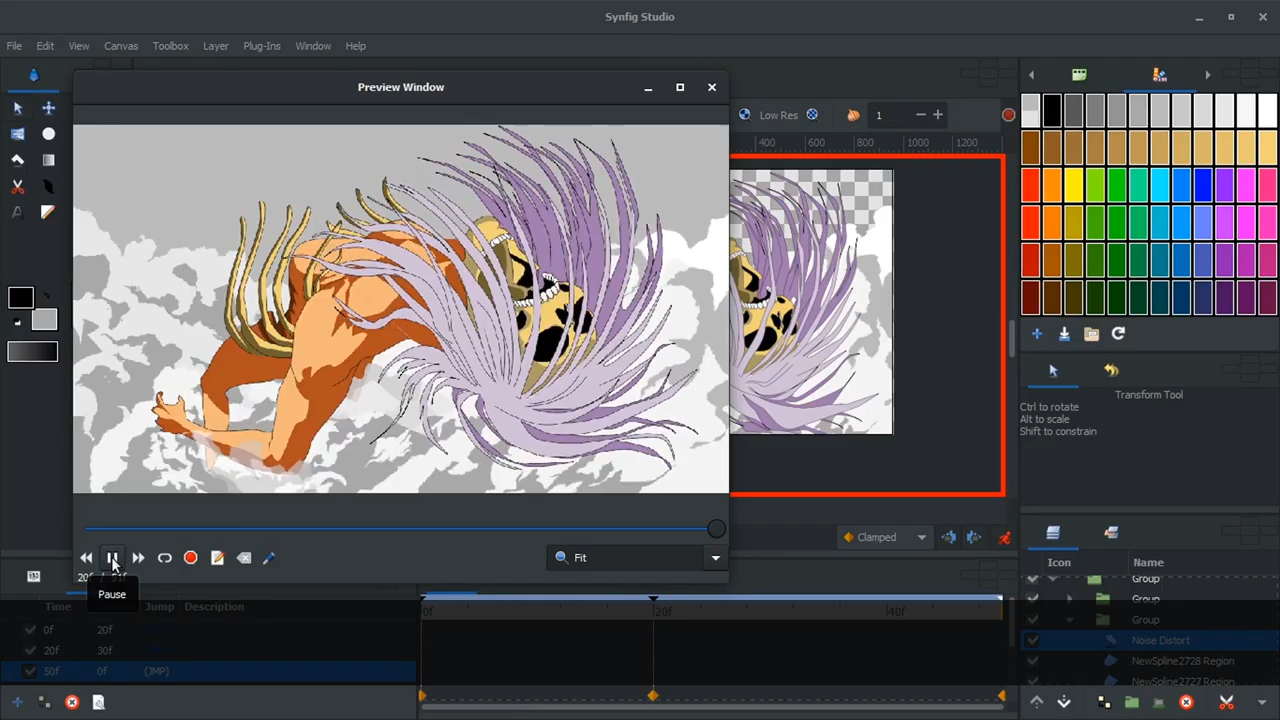 Synfig Studio
File Edit View Canvas Toolbox Layer Plug-Ins Window Help
Preview Window
Low Res 1
400 600 800 1000 1200
Transform Tool
Ctrl to rotate
Alt to scale
Shift to constrain
Clamped
Fit
20f / 51f
Pause
Icon Name
Group
Group
Group
Noise Distort
NewSpline2728 Region
NewSpline2727 Region
Time Jump Description
0f 20f
20f 30f
50f 0f (JMP)
0f 20f 40f